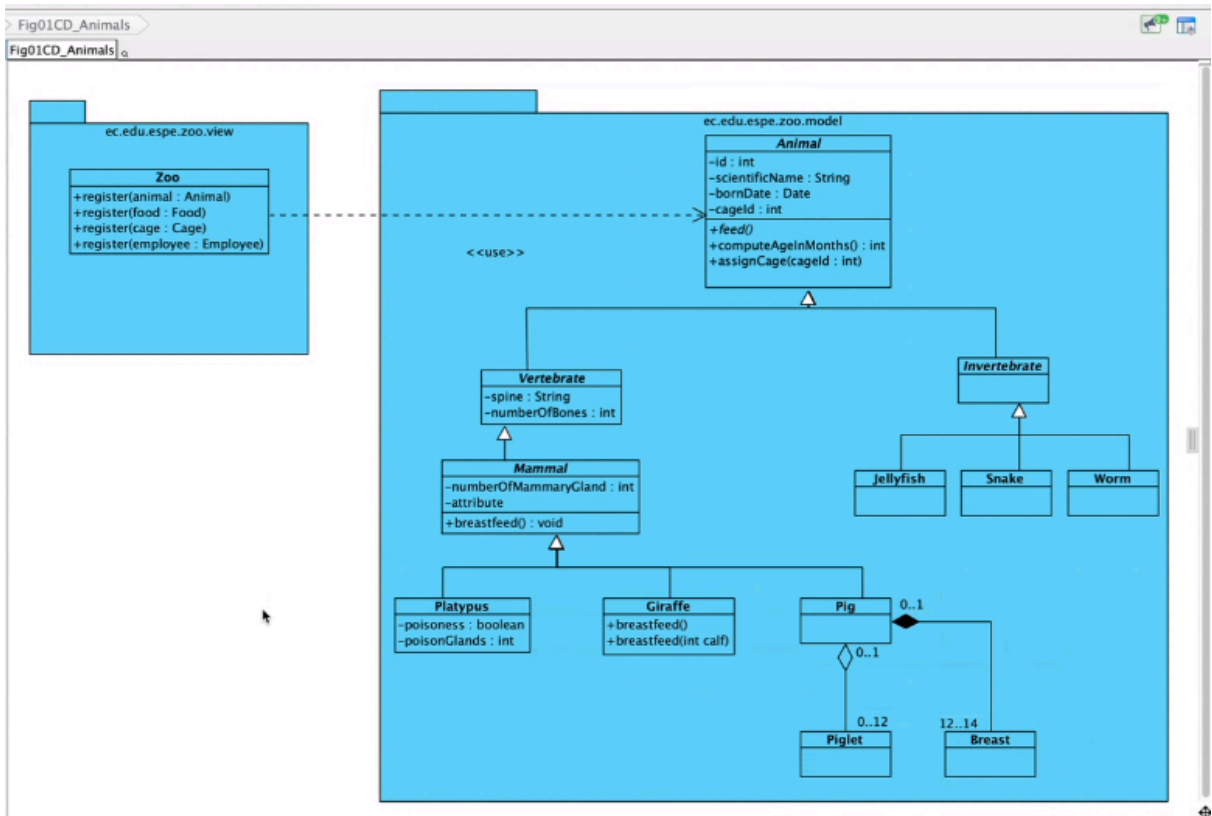 Fig01CD_Animals
Fig01CD_Animals
ec.edu.espe.zoo.view
Zoo
+register(animal : Animal)
+register(food : Food)
+register(cage : Cage)
+register(employee : Employee)
<<use>>
ec.edu.espe.zoo.model
Animal
-id : int
-scientificName : String
-bornDate : Date
-cageId : int
+feed()
+computeAgeInMonths() : int
+assignCage(cageId : int)
Vertebrate
-spine : String
-numberOfBones : int
Invertebrate
Mammal
-numberOfMammaryGland : int
-attribute
+breastfeed() : void
Jellyfish
Snake
Worm
Platypus
-poisoness : boolean
-poisonGlands : int
Giraffe
+breastfeed()
+breastfeed(int calf)
Pig
0..1
0..1
0..12
12..14
Piglet
Breast